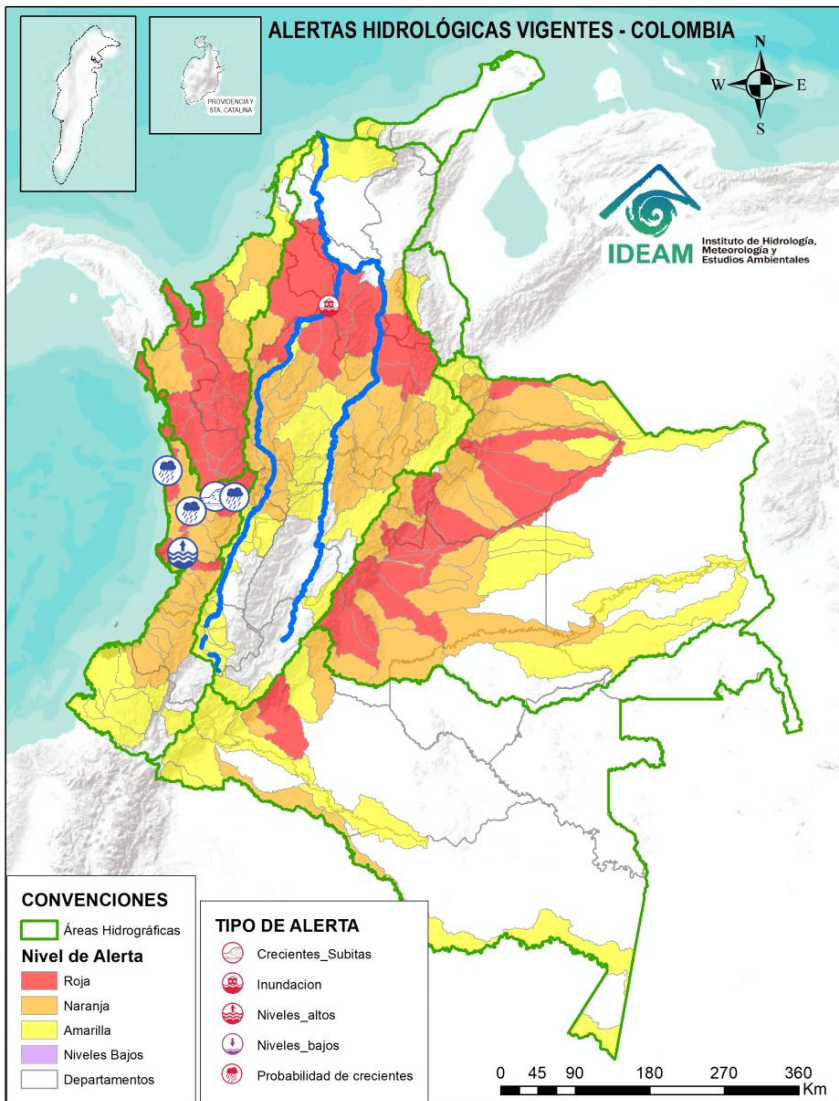 ALERTAS HIDROLÓGICAS VIGENTES - COLOMBIA
PROVIDENCIA Y
STA. CATALINA
N
W E
S
IDEAM
Instituto de Hidrología,
Meteorología y
Estudios Ambientales
CONVENCIONES
Áreas Hidrográficas
Nivel de Alerta
Roja
Naranja
Amarilla
Niveles Bajos
Departamentos
TIPO DE ALERTA
Crecientes_Subitas
Inundacion
Niveles_altos
Niveles_bajos
Probabilidad de crecientes
0 45 90 180 270 360
Km